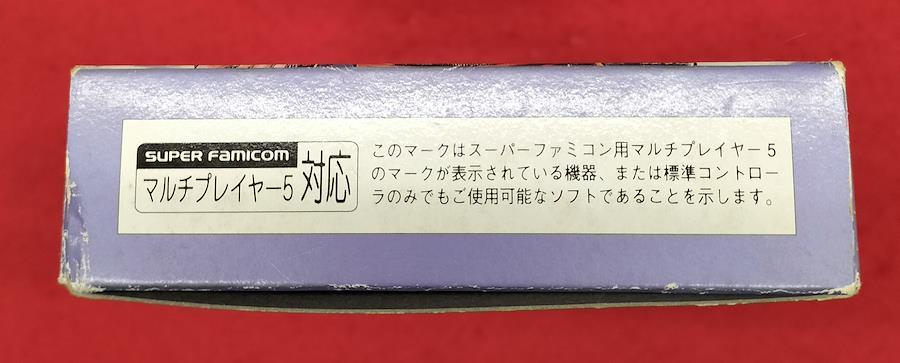 SUPER FAMICOM
マルチプレイヤー5 対応
このマークはスーパーファミコン用マルチプレイヤー5
のマークが表示されている機器、または標準コントロー
ラのみでもご使用可能なソフトであることを示します。